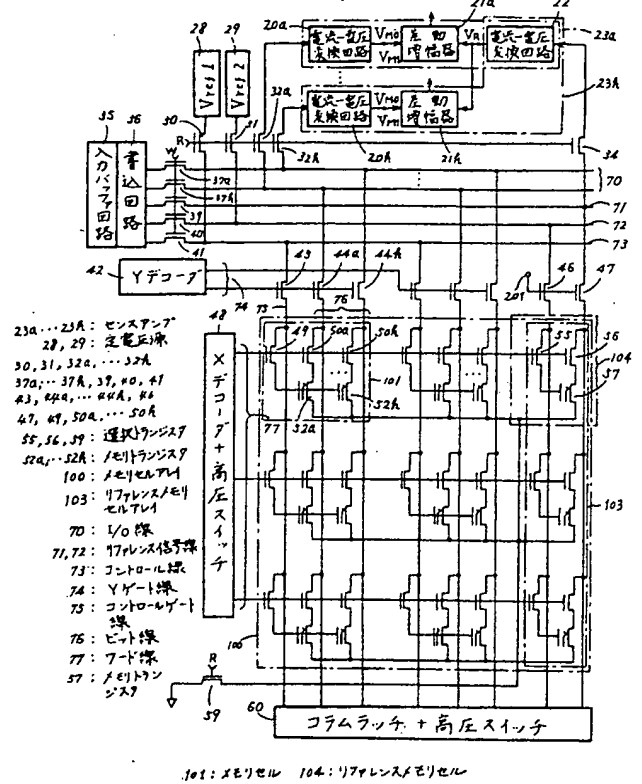 20a
21a
22
28
29
23a
Vref 1
Vref 2
電流-電圧変換回路
VM0
VM1
差動増幅器
VR
電流-電圧変換回路
32a
23h
電流-電圧変換回路
VM0
VM1
差動増幅器
35
36
30
31
R
32h
20h
21h
34
入力バッファ回路
書込回路
W
37a
37h
39
40
41
70
71
72
73
42
Yデコーダ
43
44a
44h
46
47
201
74
75
76
48
49
50a
50h
55
56
104
57
101
52a
52h
77
Xデコーダ+高圧スイッチ
103
100
R
59
60
コラムラッチ+高圧スイッチ
23a…23h: センスアンプ
28, 29: 定電圧源
30, 31, 32a, …32h
37a…37h, 39, 40, 41
43, 44a, …44h, 46
47, 49, 50a, …50h
55, 56, 59: 選択トランジスタ
52a, …52h: メモリトランジスタ
100: メモリセルアレイ
103: リファレンスメモリ
セルアレイ
70: I/O線
71, 72: リファレンス信号線
73: コントロール線
74: Yゲート線
75: コントロールゲート
線
76: ビット線
77: ワード線
57: メモリトラン
ジスタ
101: メモリセル 104: リファレンスメモリセル